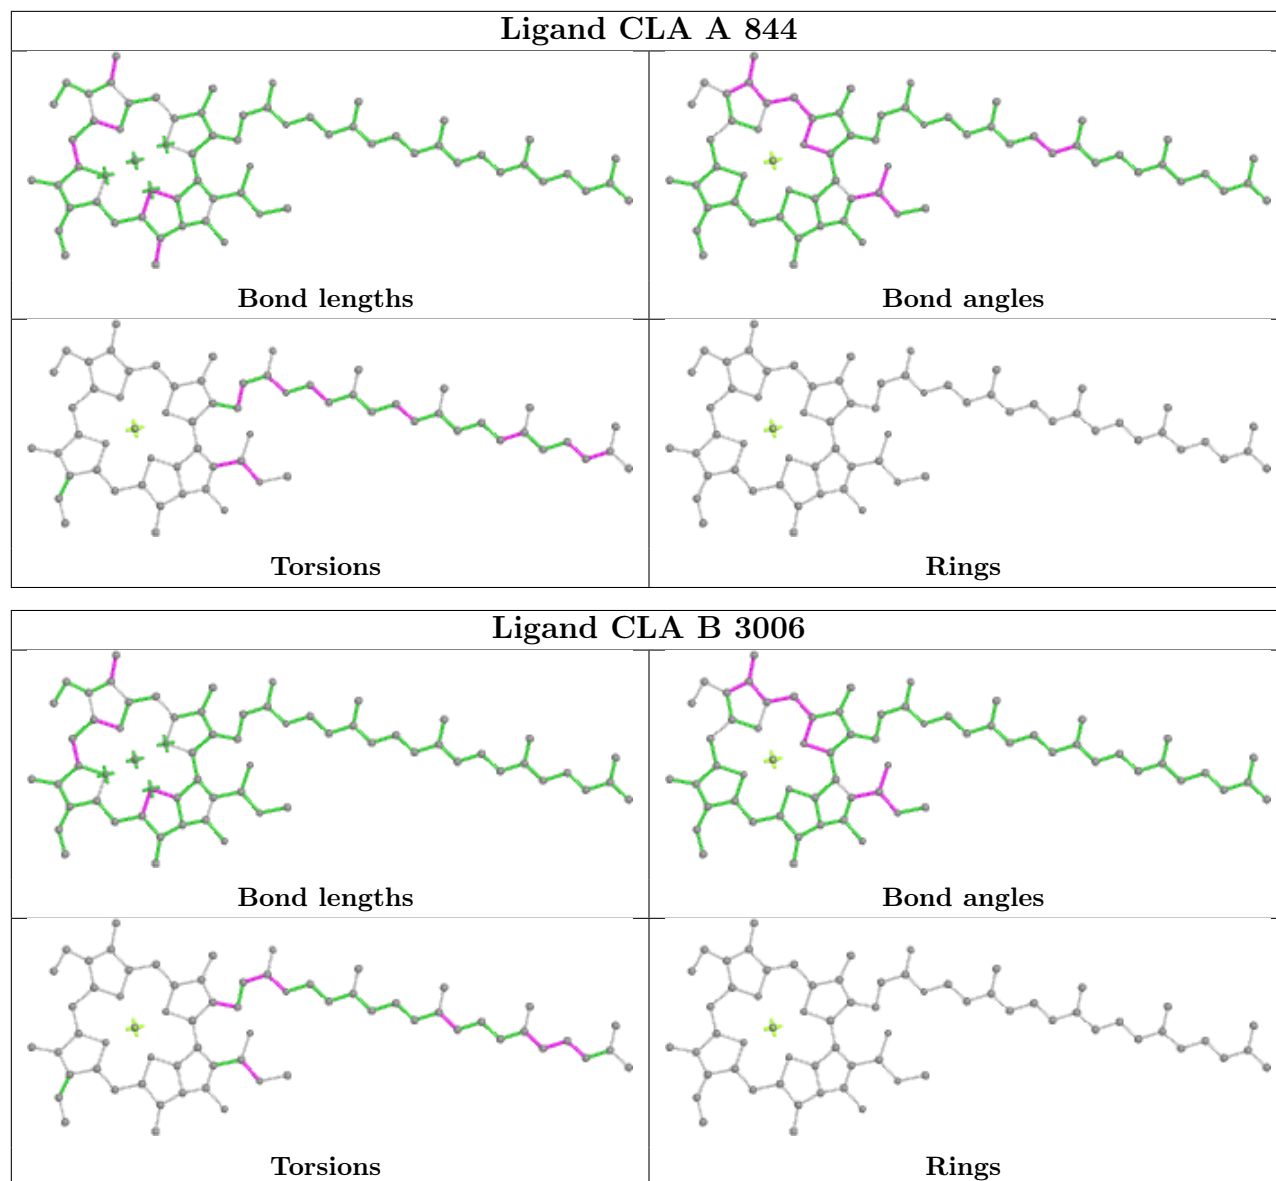 Ligand CLA A 844
Bond lengths
Bond angles
Torsions
Rings
Ligand CLA B 3006
Bond lengths
Bond angles
Torsions
Rings